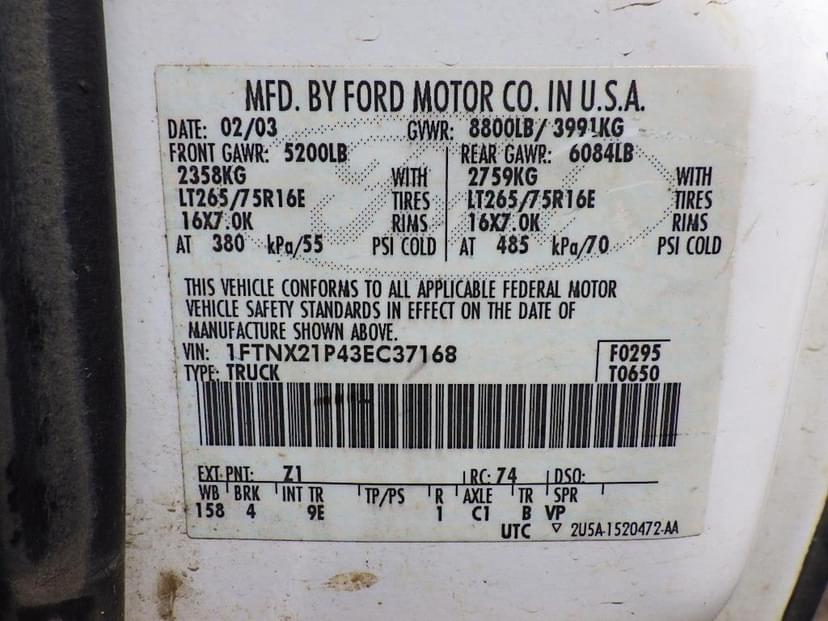 MFD. BY FORD MOTOR CO. IN U.S.A.
DATE: 02/03 GVWR: 8800LB/ 3991KG
FRONT GAWR: 5200LB REAR GAWR: 6084LB
2358KG WITH 2759KG WITH
LT265/75R16E TIRES LT265/75R16E TIRES
16X7.0K RIMS 16X7.0K RIMS
AT 380 kPa/55 PSI COLD AT 485 kPa/70 PSI COLD
THIS VEHICLE CONFORMS TO ALL APPLICABLE FEDERAL MOTOR
VEHICLE SAFETY STANDARDS IN EFFECT ON THE DATE OF
MANUFACTURE SHOWN ABOVE.
VIN: 1FTNX21P43EC37168 F0295
TYPE: TRUCK T0650
EXT PNT: Z1 RC: 74 DSO:
WB BRK INT TR TP/PS R AXLE TR SPR
158 4 9E 1 C1 B VP
UTC ▽ 2U5A-1520472-AA